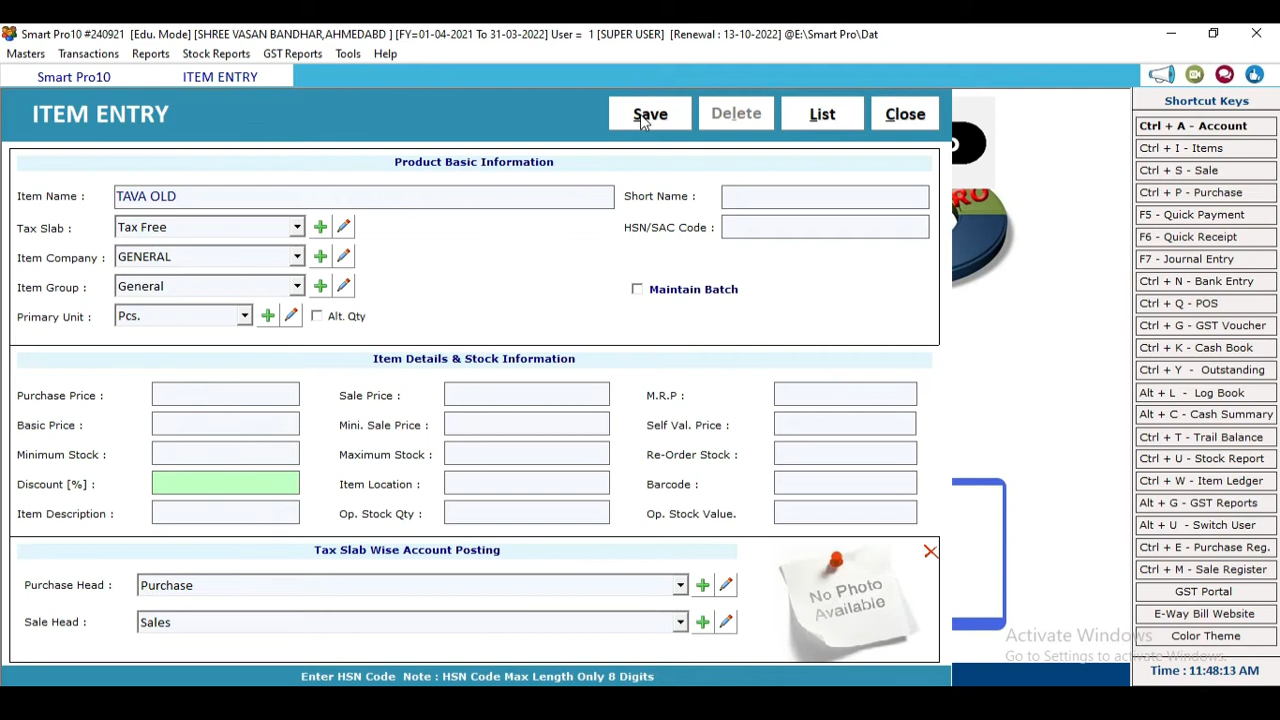 Smart Pro10 #240921 [Edu. Mode] [SHREE VASAN BANDHAR,AHMEDABD ] [FY=01-04-2021 To 31-03-2022] User = 1 [SUPER USER] [Renewal : 13-10-2022] @E:\Smart Pro\Dat
Masters Transactions Reports Stock Reports GST Reports Tools Help
Smart Pro10 ITEM ENTRY
ITEM ENTRY
Save Delete List Close
Product Basic Information
Item Name : TAVA OLD Short Name :
Tax Slab : Tax Free HSN/SAC Code :
Item Company : GENERAL
Item Group : General Maintain Batch
Primary Unit : Pcs. Alt. Qty
Item Details & Stock Information
Purchase Price : Sale Price : M.R.P :
Basic Price : Mini. Sale Price : Self Val. Price :
Minimum Stock : Maximum Stock : Re-Order Stock :
Discount [%] : Item Location : Barcode :
Item Description : Op. Stock Qty : Op. Stock Value.
Tax Slab Wise Account Posting
Purchase Head : Purchase
Sale Head : Sales
No Photo
Available
Enter HSN Code Note : HSN Code Max Length Only 8 Digits
Shortcut Keys
Ctrl + A - Account
Ctrl + I - Items
Ctrl + S - Sale
Ctrl + P - Purchase
F5 - Quick Payment
F6 - Quick Receipt
F7 - Journal Entry
Ctrl + N - Bank Entry
Ctrl + Q - POS
Ctrl + G - GST Voucher
Ctrl + K - Cash Book
Ctrl + Y - Outstanding
Alt + L - Log Book
Alt + C - Cash Summary
Ctrl + T - Trail Balance
Ctrl + U - Stock Report
Ctrl + W - Item Ledger
Alt + G - GST Reports
Alt + U - Switch User
Ctrl + E - Purchase Reg.
Ctrl + M - Sale Register
GST Portal
E-Way Bill Website
Color Theme
Activate Windows
Go to Settings to activate Windows.
Time : 11:48:13 AM